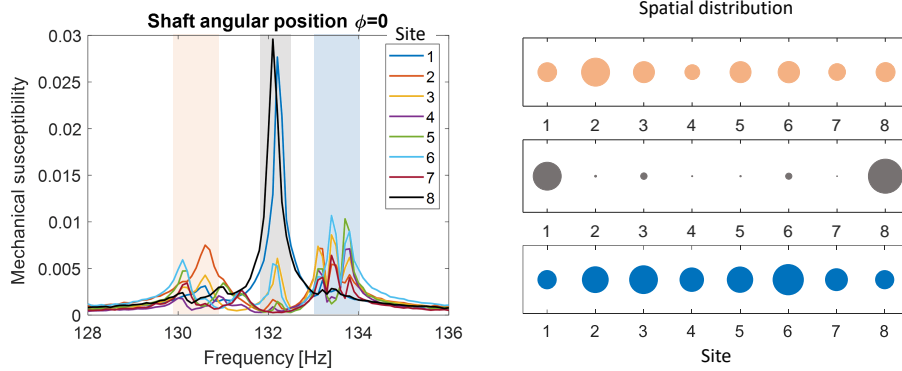 Shaft angular position ϕ=0
Mechanical susceptibility
0.03
0.025
0.02
0.015
0.01
0.005
0
128
130
132
134
136
Frequency [Hz]
Site
1
2
3
4
5
6
7
8
Spatial distribution
1 2 3 4 5 6 7 8
1 2 3 4 5 6 7 8
1 2 3 4 5 6 7 8
Site